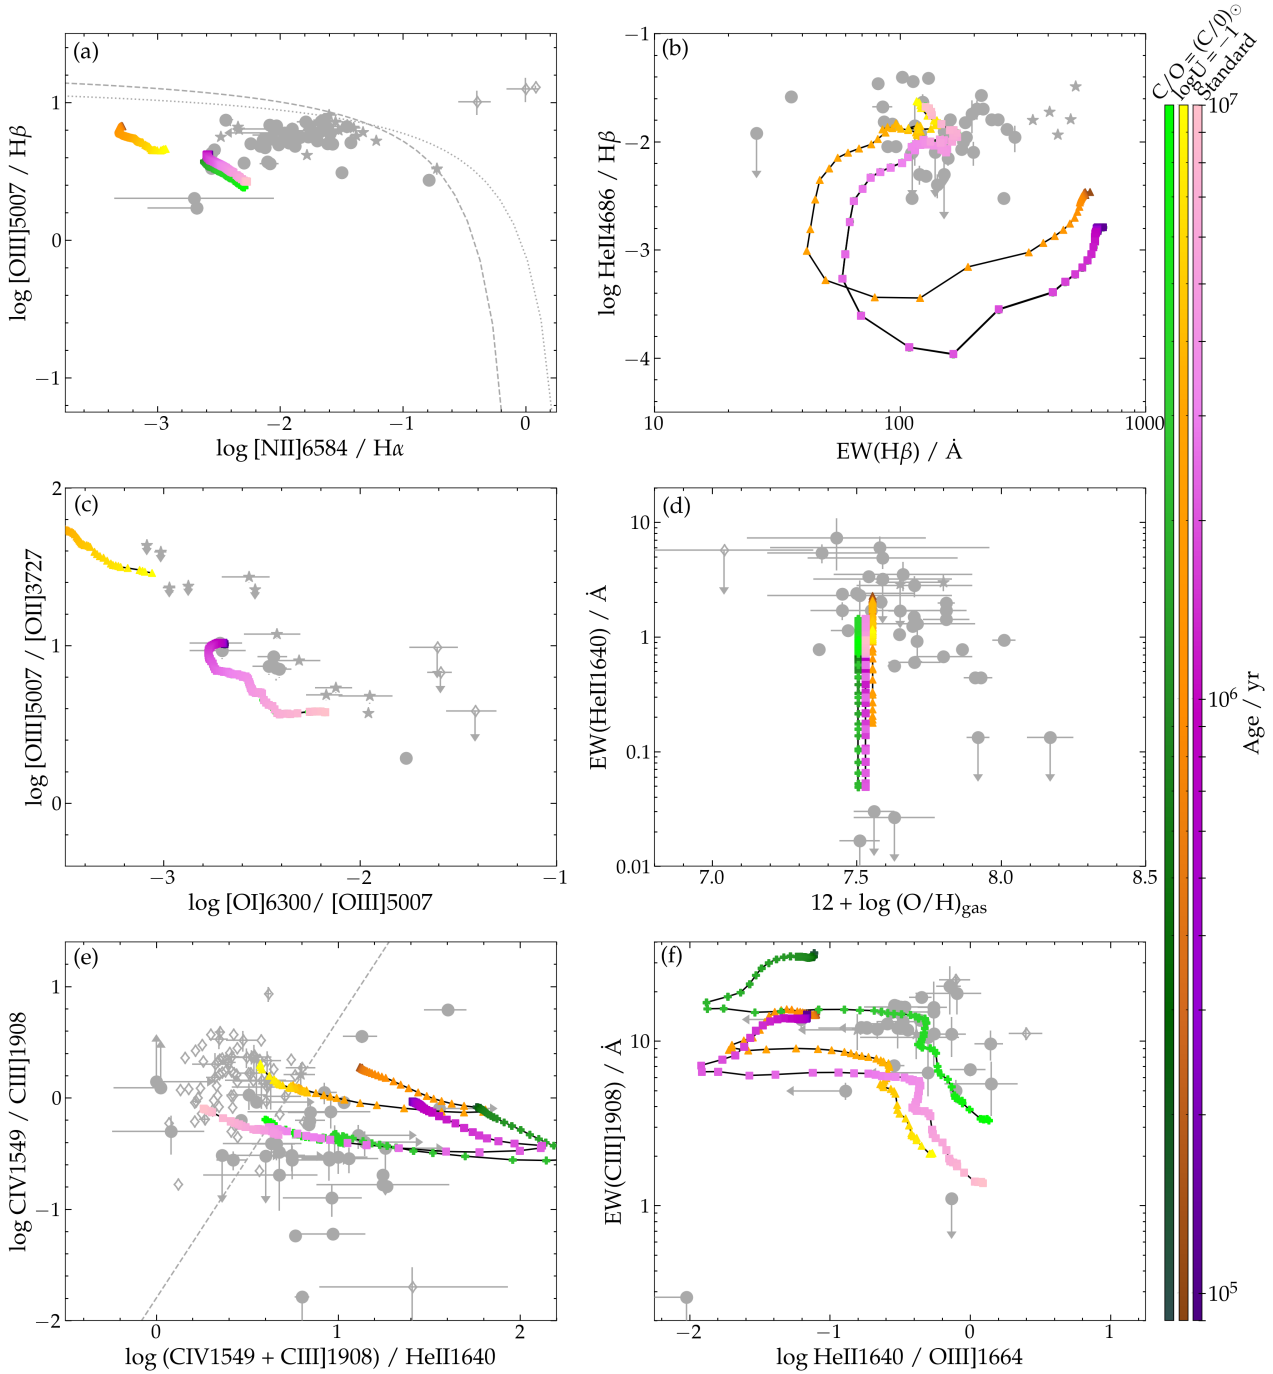 (a)
1
0
−1
−3
−2
−1
0
log [OIII]5007 / Hβ
log [NII]6584 / Hα
(b)
−1
−2
−3
−4
10
100
1000
log HeII4686 / Hβ
EW(Hβ) / Å
(c)
2
1
0
−3
−2
−1
log [OIII]5007 / [OII]3727
log [OI]6300/ [OIII]5007
(d)
10
1
0.1
0.01
7.0
7.5
8.0
8.5
EW(HeII1640) / Å
12 + log (O/H)gas
(e)
1
0
−1
−2
0
1
2
log CIV1549 / CIII]1908
log (CIV1549 + CIII]1908) / HeII1640
(f)
10
1
−2
−1
0
1
EW(CIII]1908) / Å
log HeII1640 / OIII]1664
C/O = (C/0)⊙
logU = −1
Standard
10⁷
10⁶
10⁵
Age / yr